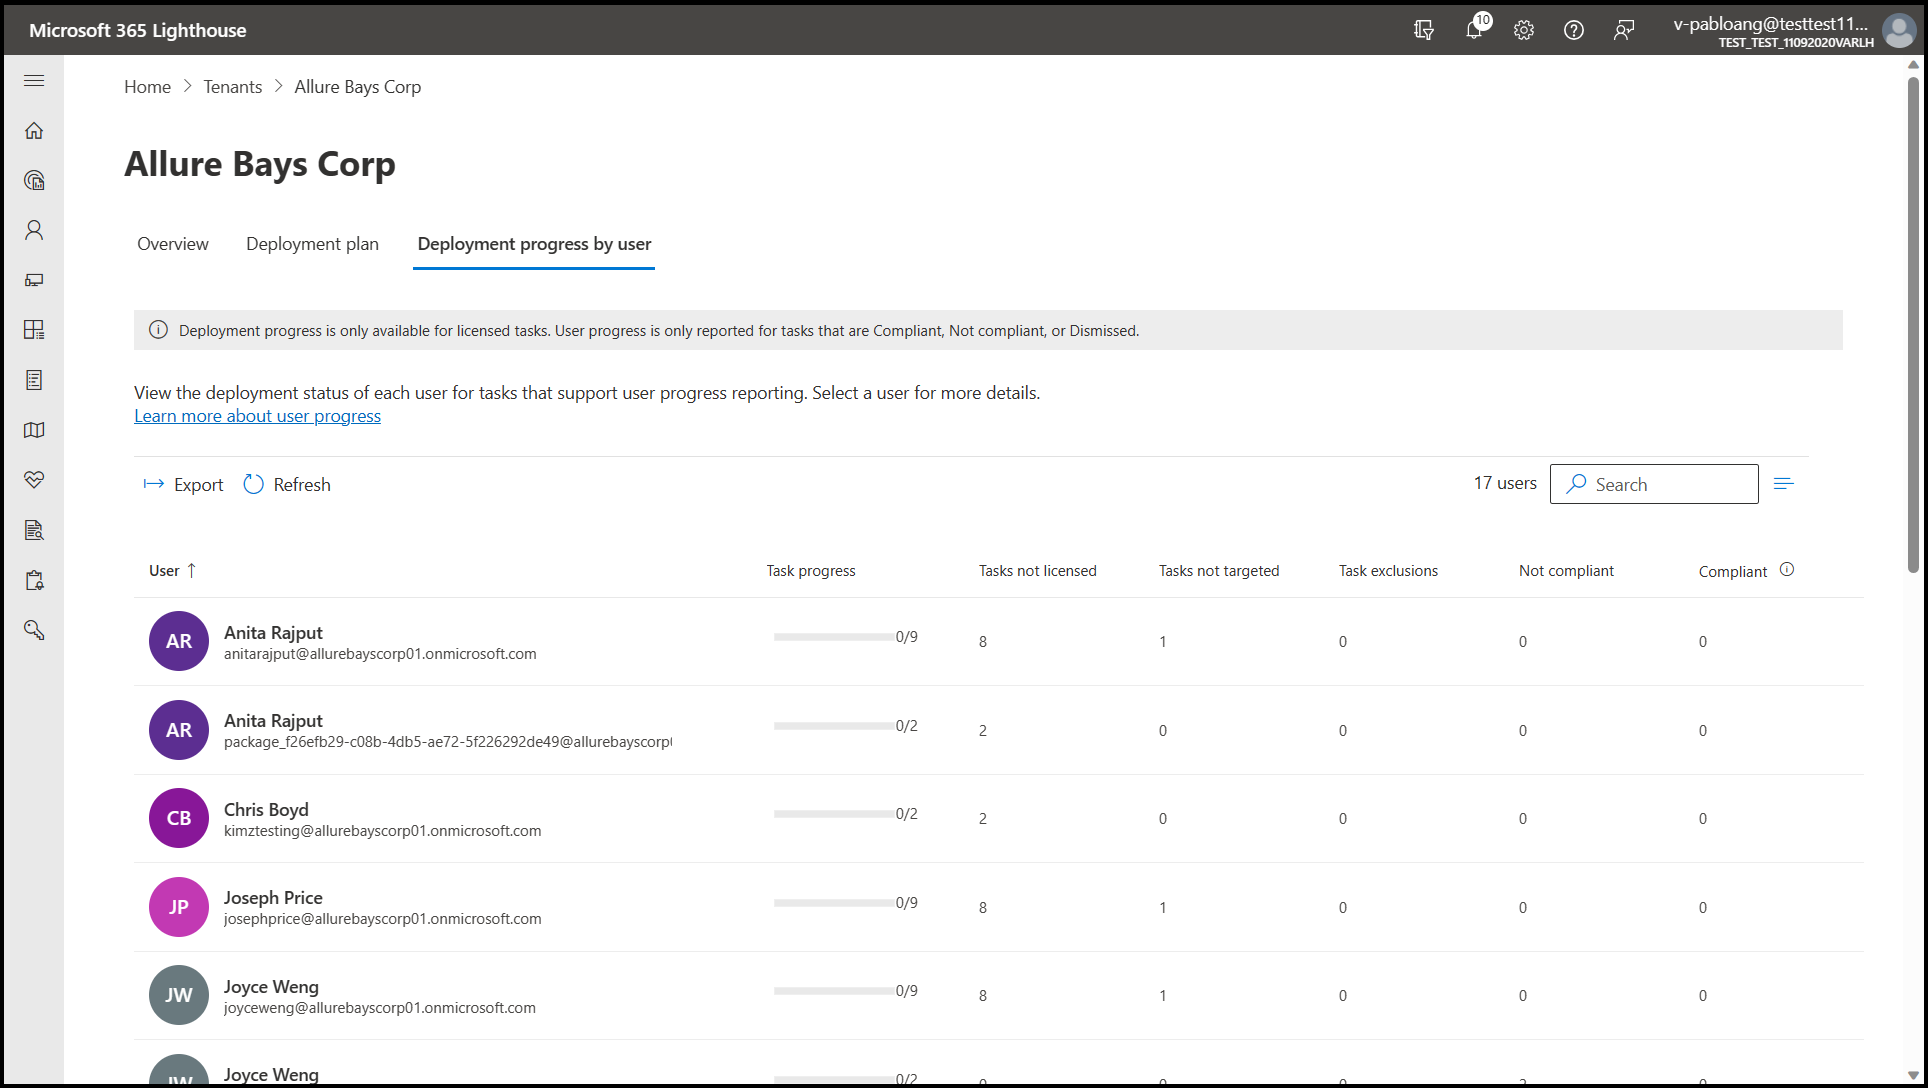 Microsoft 365 Lighthouse
10
v-pabloang@testtest11...
TEST_TEST_11092020VARLH
Home > Tenants > Allure Bays Corp
Allure Bays Corp
Overview Deployment plan Deployment progress by user
Deployment progress is only available for licensed tasks. User progress is only reported for tasks that are Compliant, Not compliant, or Dismissed.
View the deployment status of each user for tasks that support user progress reporting. Select a user for more details.
Learn more about user progress
Export Refresh 17 users Search
User ↑ Task progress Tasks not licensed Tasks not targeted Task exclusions Not compliant Compliant
AR Anita Rajput 0/9 8 1 0 0 0
anitarajput@allurebayscorp01.onmicrosoft.com
AR Anita Rajput 0/2 2 0 0 0 0
package_f26efb29-c08b-4db5-ae72-5f226292de49@allurebayscorp
CB Chris Boyd 0/2 2 0 0 0 0
kimztesting@allurebayscorp01.onmicrosoft.com
JP Joseph Price 0/9 8 1 0 0 0
josephprice@allurebayscorp01.onmicrosoft.com
JW Joyce Weng 0/9 8 1 0 0 0
joyceweng@allurebayscorp01.onmicrosoft.com
JW Joyce Weng 0/2